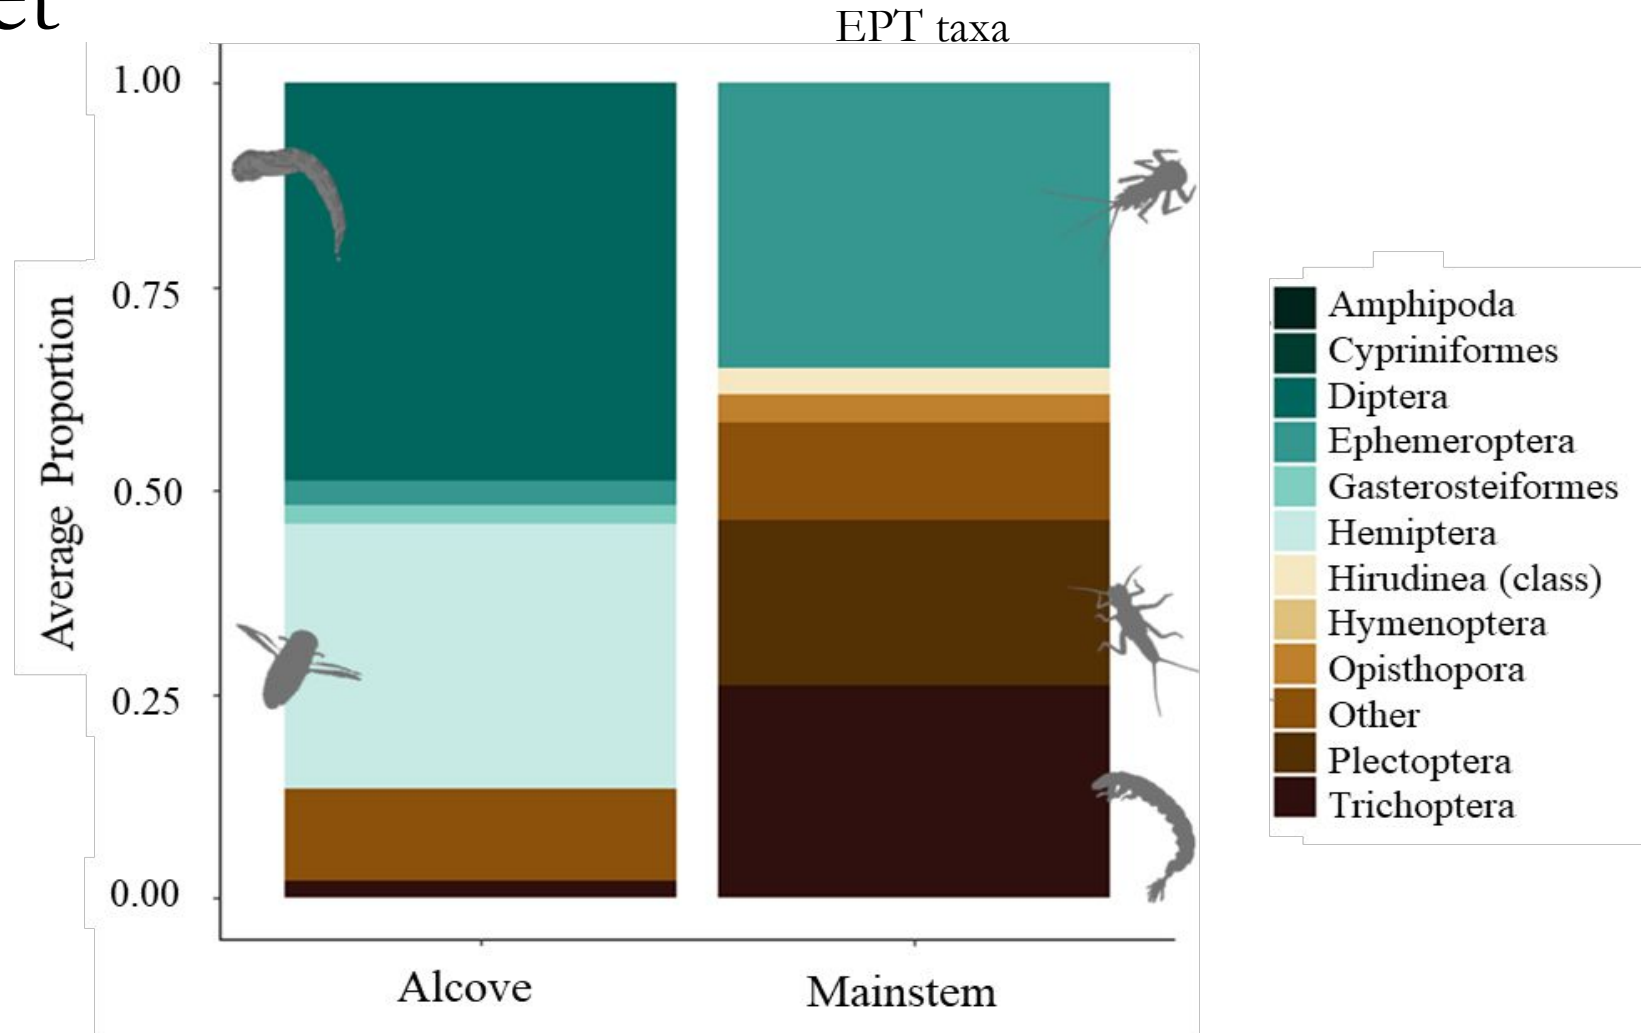 et
EPT taxa
1.00
0.75
0.50
0.25
0.00
Average Proportion
Alcove
Mainstem
Amphipoda
Cypriniformes
Diptera
Ephemeroptera
Gasterosteiformes
Hemiptera
Hirudinea (class)
Hymenoptera
Opisthopora
Other
Plectoptera
Trichoptera